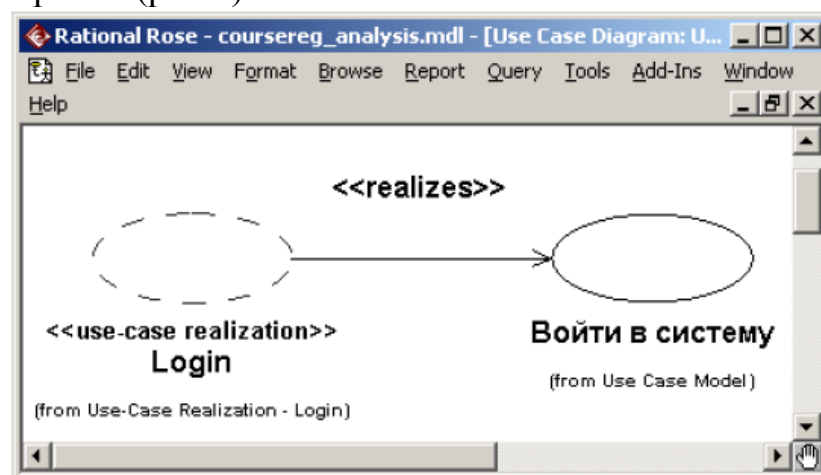 Rational Rose - coursereg_analysis.mdl - [Use Case Diagram: U...
File Edit View Format Browse Report Query Tools Add-Ins Window
Help
<<realizes>>
<<use-case realization>>
Login
(from Use-Case Realization - Login)
Войти в систему
(from Use Case Model)